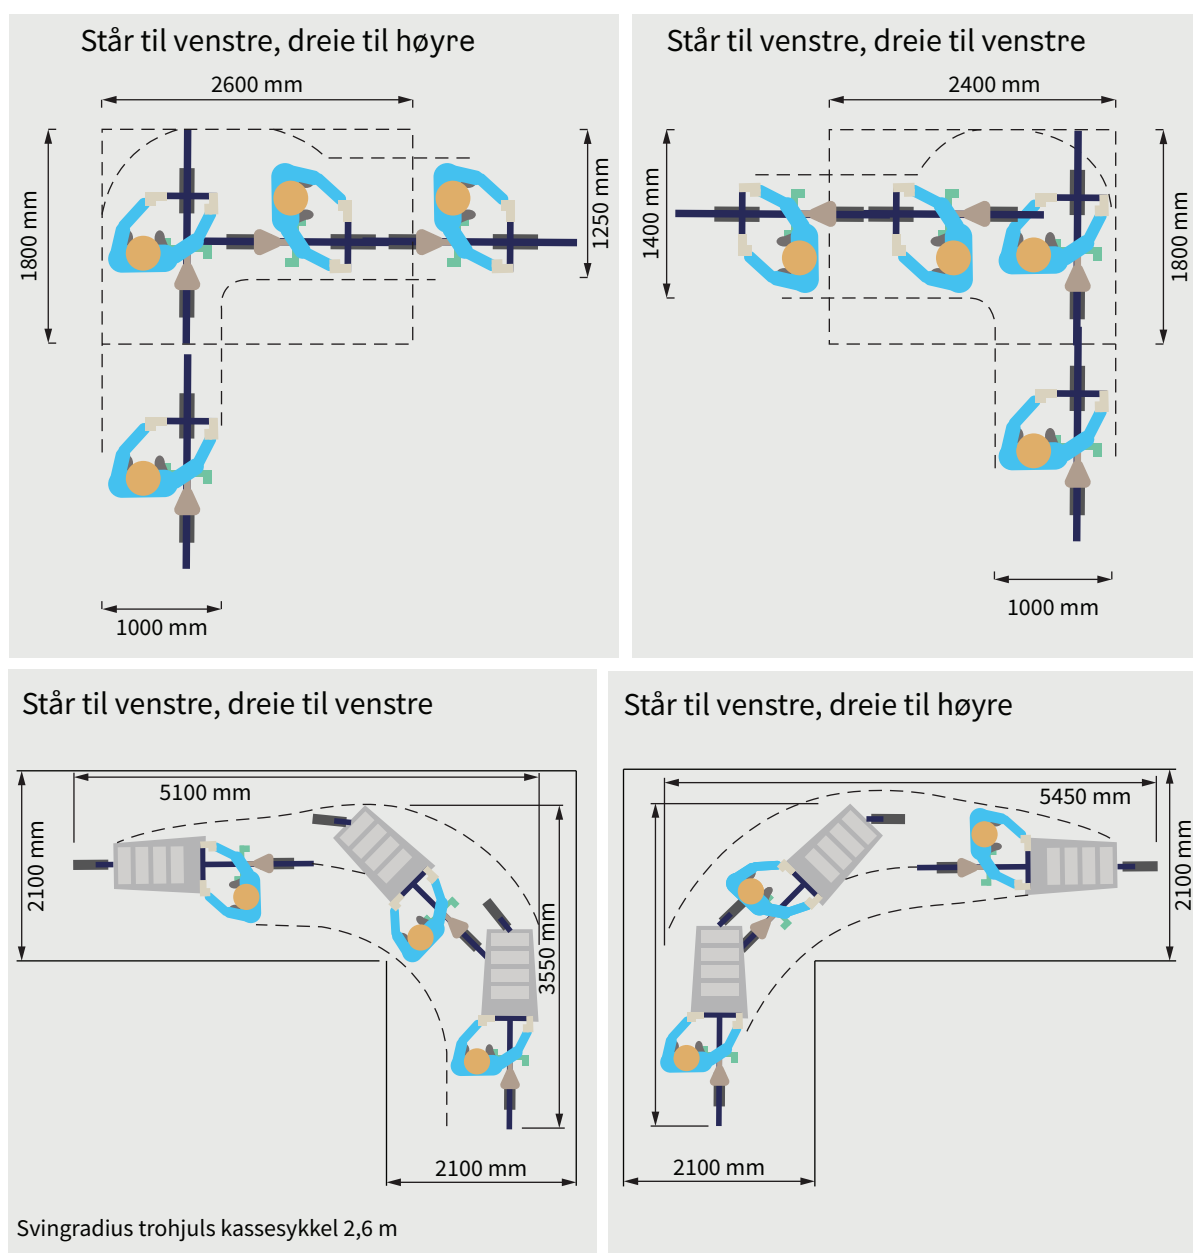 Står til venstre, dreie til høyre
2600 mm
1800 mm
1250 mm
1000 mm
Står til venstre, dreie til venstre
2400 mm
1400 mm
1800 mm
1000 mm
Står til venstre, dreie til venstre
5100 mm
2100 mm
3550 mm
2100 mm
Svingradius trohjuls kassesykkel 2,6 m
Står til venstre, dreie til høyre
5450 mm
2100 mm
2100 mm